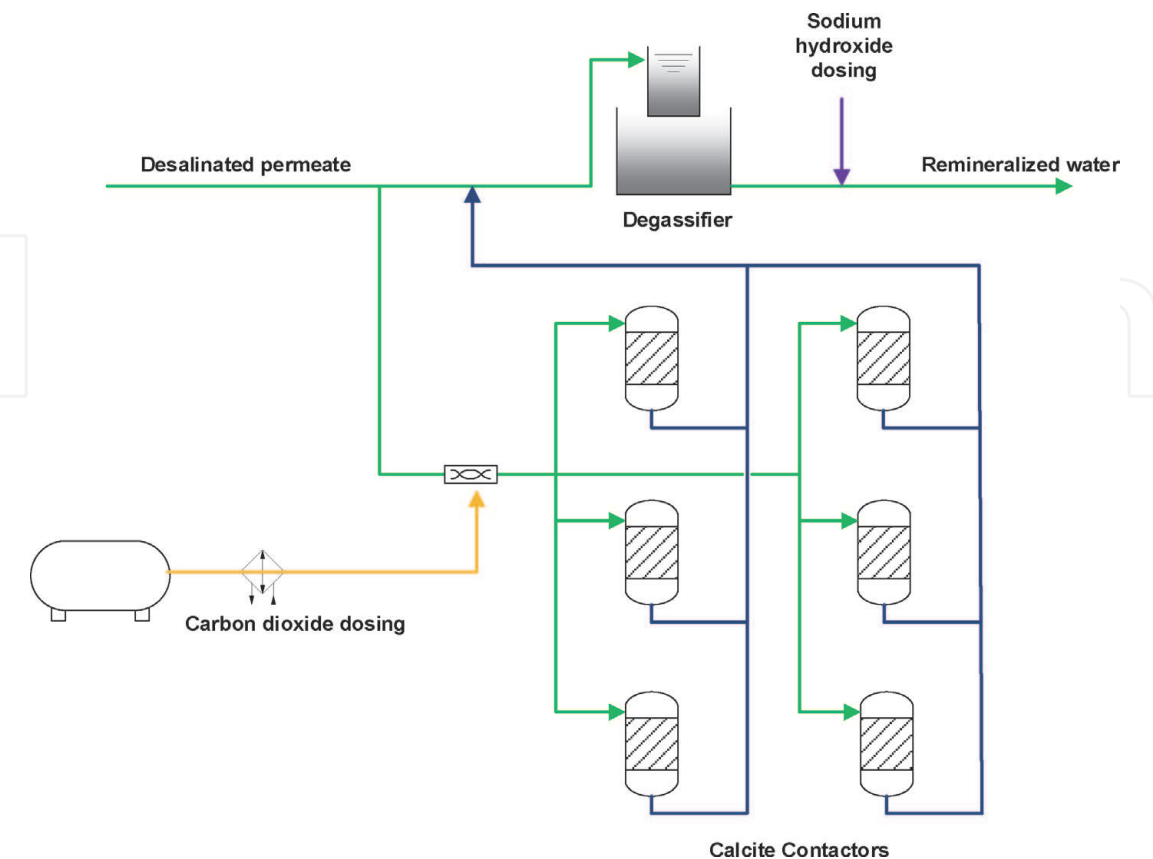 Sodium
hydroxide
dosing
Desalinated permeate
Remineralized water
Degassifier
Carbon dioxide dosing
Calcite Contactors